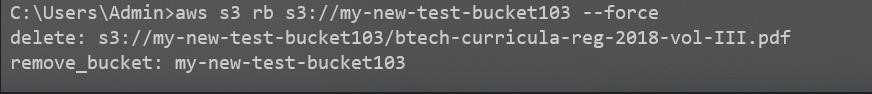 C:\Users\Admin>aws s3 rb s3://my-new-test-bucket103 --force
delete: s3://my-new-test-bucket103/btech-curricula-reg-2018-vol-III.pdf
remove_bucket: my-new-test-bucket103